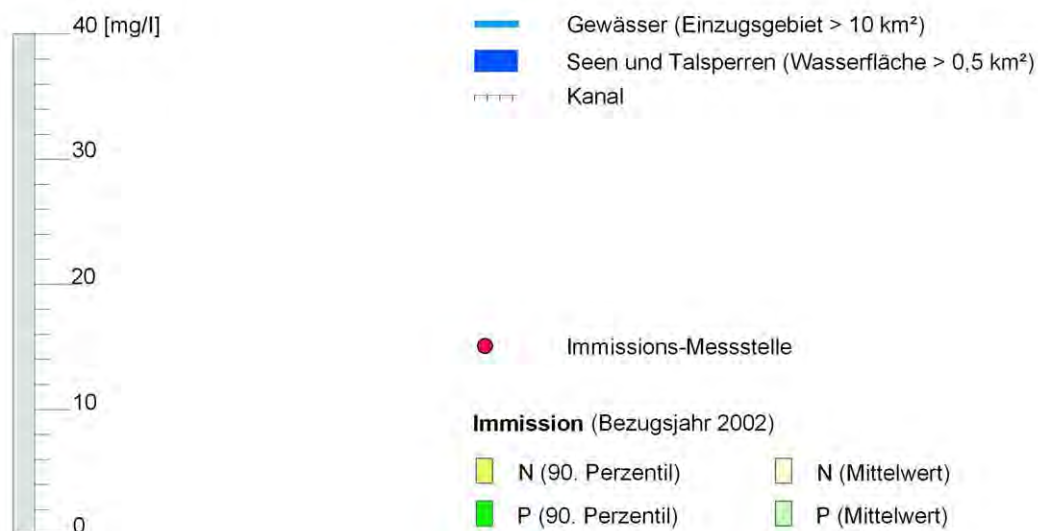 40 [mg/l]
30
20
10
0
Gewässer (Einzugsgebiet > 10 km²)
Seen und Talsperren (Wasserfläche > 0,5 km²)
Kanal
Immissions-Messstelle
Immission (Bezugsjahr 2002)
N (90. Perzentil) N (Mittelwert)
P (90. Perzentil) P (Mittelwert)